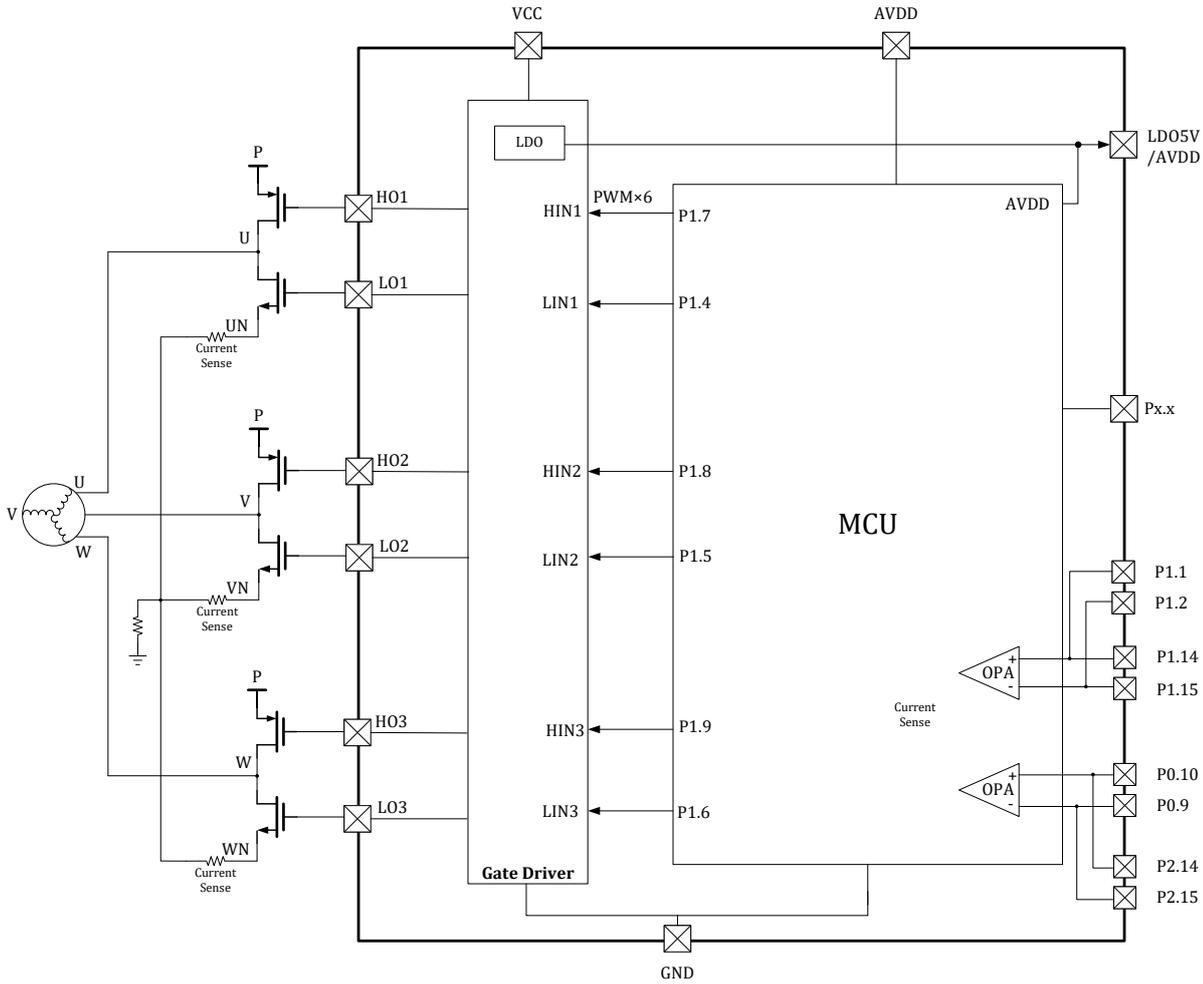 VCC
AVDD
LDO
LDO5V
/AVDD
P
HO1
HIN1
PWM×6
P1.7
AVDD
U
LO1
LIN1
P1.4
UN
Current
Sense
Px.x
P
HO2
HIN2
P1.8
U
V
V
W
LO2
LIN2
P1.5
MCU
VN
Current
Sense
P1.1
P1.2
P
+
OPA
-
P1.14
P1.15
HO3
HIN3
P1.9
Current
Sense
W
+
OPA
-
P0.10
P0.9
LO3
LIN3
P1.6
WN
Current
Sense
Gate Driver
P2.14
P2.15
GND